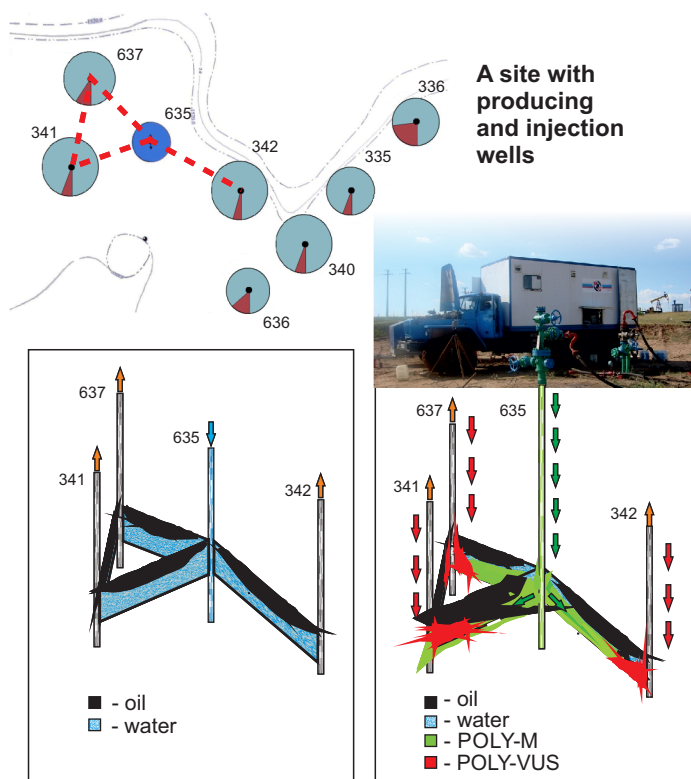 637
635
341
342
336
335
340
636
A site with
producing
and injection
wells
637
635
341
342
- oil
- water
637
635
341
342
- oil
- water
- POLY-M
- POLY-VUS